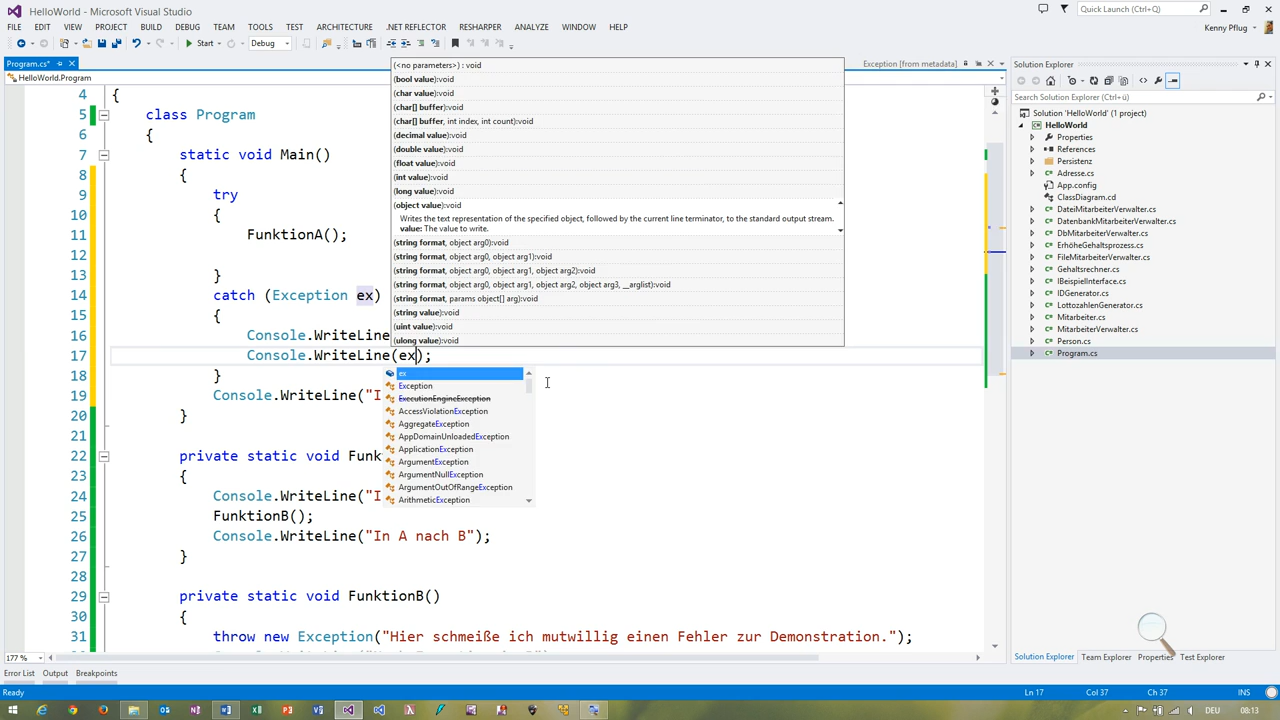 HelloWorld - Microsoft Visual Studio
Quick Launch (Ctrl+Q)
FILE EDIT VIEW PROJECT BUILD DEBUG TEAM TOOLS TEST ARCHITECTURE .NET REFLECTOR RESHARPER ANALYZE WINDOW HELP
Kenny Pflug
Start Debug
Program.cs*
Exception [from metadata]
HelloWorld.Program
(<no parameters>) : void
(bool value):void
(char value):void
(char[] buffer):void
(char[] buffer, int index, int count):void
(decimal value):void
(double value):void
(float value):void
(int value):void
(long value):void
(object value):void
Writes the text representation of the specified object, followed by the current line terminator, to the standard output stream.
value: The value to write.
(string format, object arg0):void
(string format, object arg0, object arg1):void
(string format, object arg0, object arg1, object arg2):void
(string format, object arg0, object arg1, object arg2, object arg3, __arglist):void
(string format, params object[] arg):void
(string value):void
(uint value):void
(ulong value):void
4 {
5 class Program
6 {
7 static void Main()
8 {
9 try
10 {
11 FunktionA();
12
13 }
14 catch (Exception ex)
15 {
16 Console.WriteLine
17 Console.WriteLine(ex);
18 }
19 Console.WriteLine("I
20 }
21
22 private static void Funk
23 {
24 Console.WriteLine("I
25 FunktionB();
26 Console.WriteLine("In A nach B");
27 }
28
29 private static void FunktionB()
30 {
31 throw new Exception("Hier schmeiße ich mutwillig einen Fehler zur Demonstration.");
ex
Exception
ExecutionEngineException
AccessViolationException
AggregateException
AppDomainUnloadedException
ApplicationException
ArgumentException
ArgumentNullException
ArgumentOutOfRangeException
ArithmeticException
Solution Explorer
Search Solution Explorer (Ctrl+ü)
Solution 'HelloWorld' (1 project)
HelloWorld
Properties
References
Persistenz
Adresse.cs
App.config
ClassDiagram.cd
DateiMitarbeiterVerwalter.cs
DatenbankMitarbeiterVerwalter.cs
DbMitarbeiterVerwalter.cs
ErhöheGehaltsprozess.cs
FileMitarbeiterVerwalter.cs
Gehaltsrechner.cs
IBeispielInterface.cs
IDGenerator.cs
LottozahlenGenerator.cs
Mitarbeiter.cs
MitarbeiterVerwalter.cs
Person.cs
Program.cs
177 %
Solution Explorer Team Explorer Properties Test Explorer
Error List Output Breakpoints
Ready
Ln 17 Col 37 Ch 37 INS
DEU 08:13